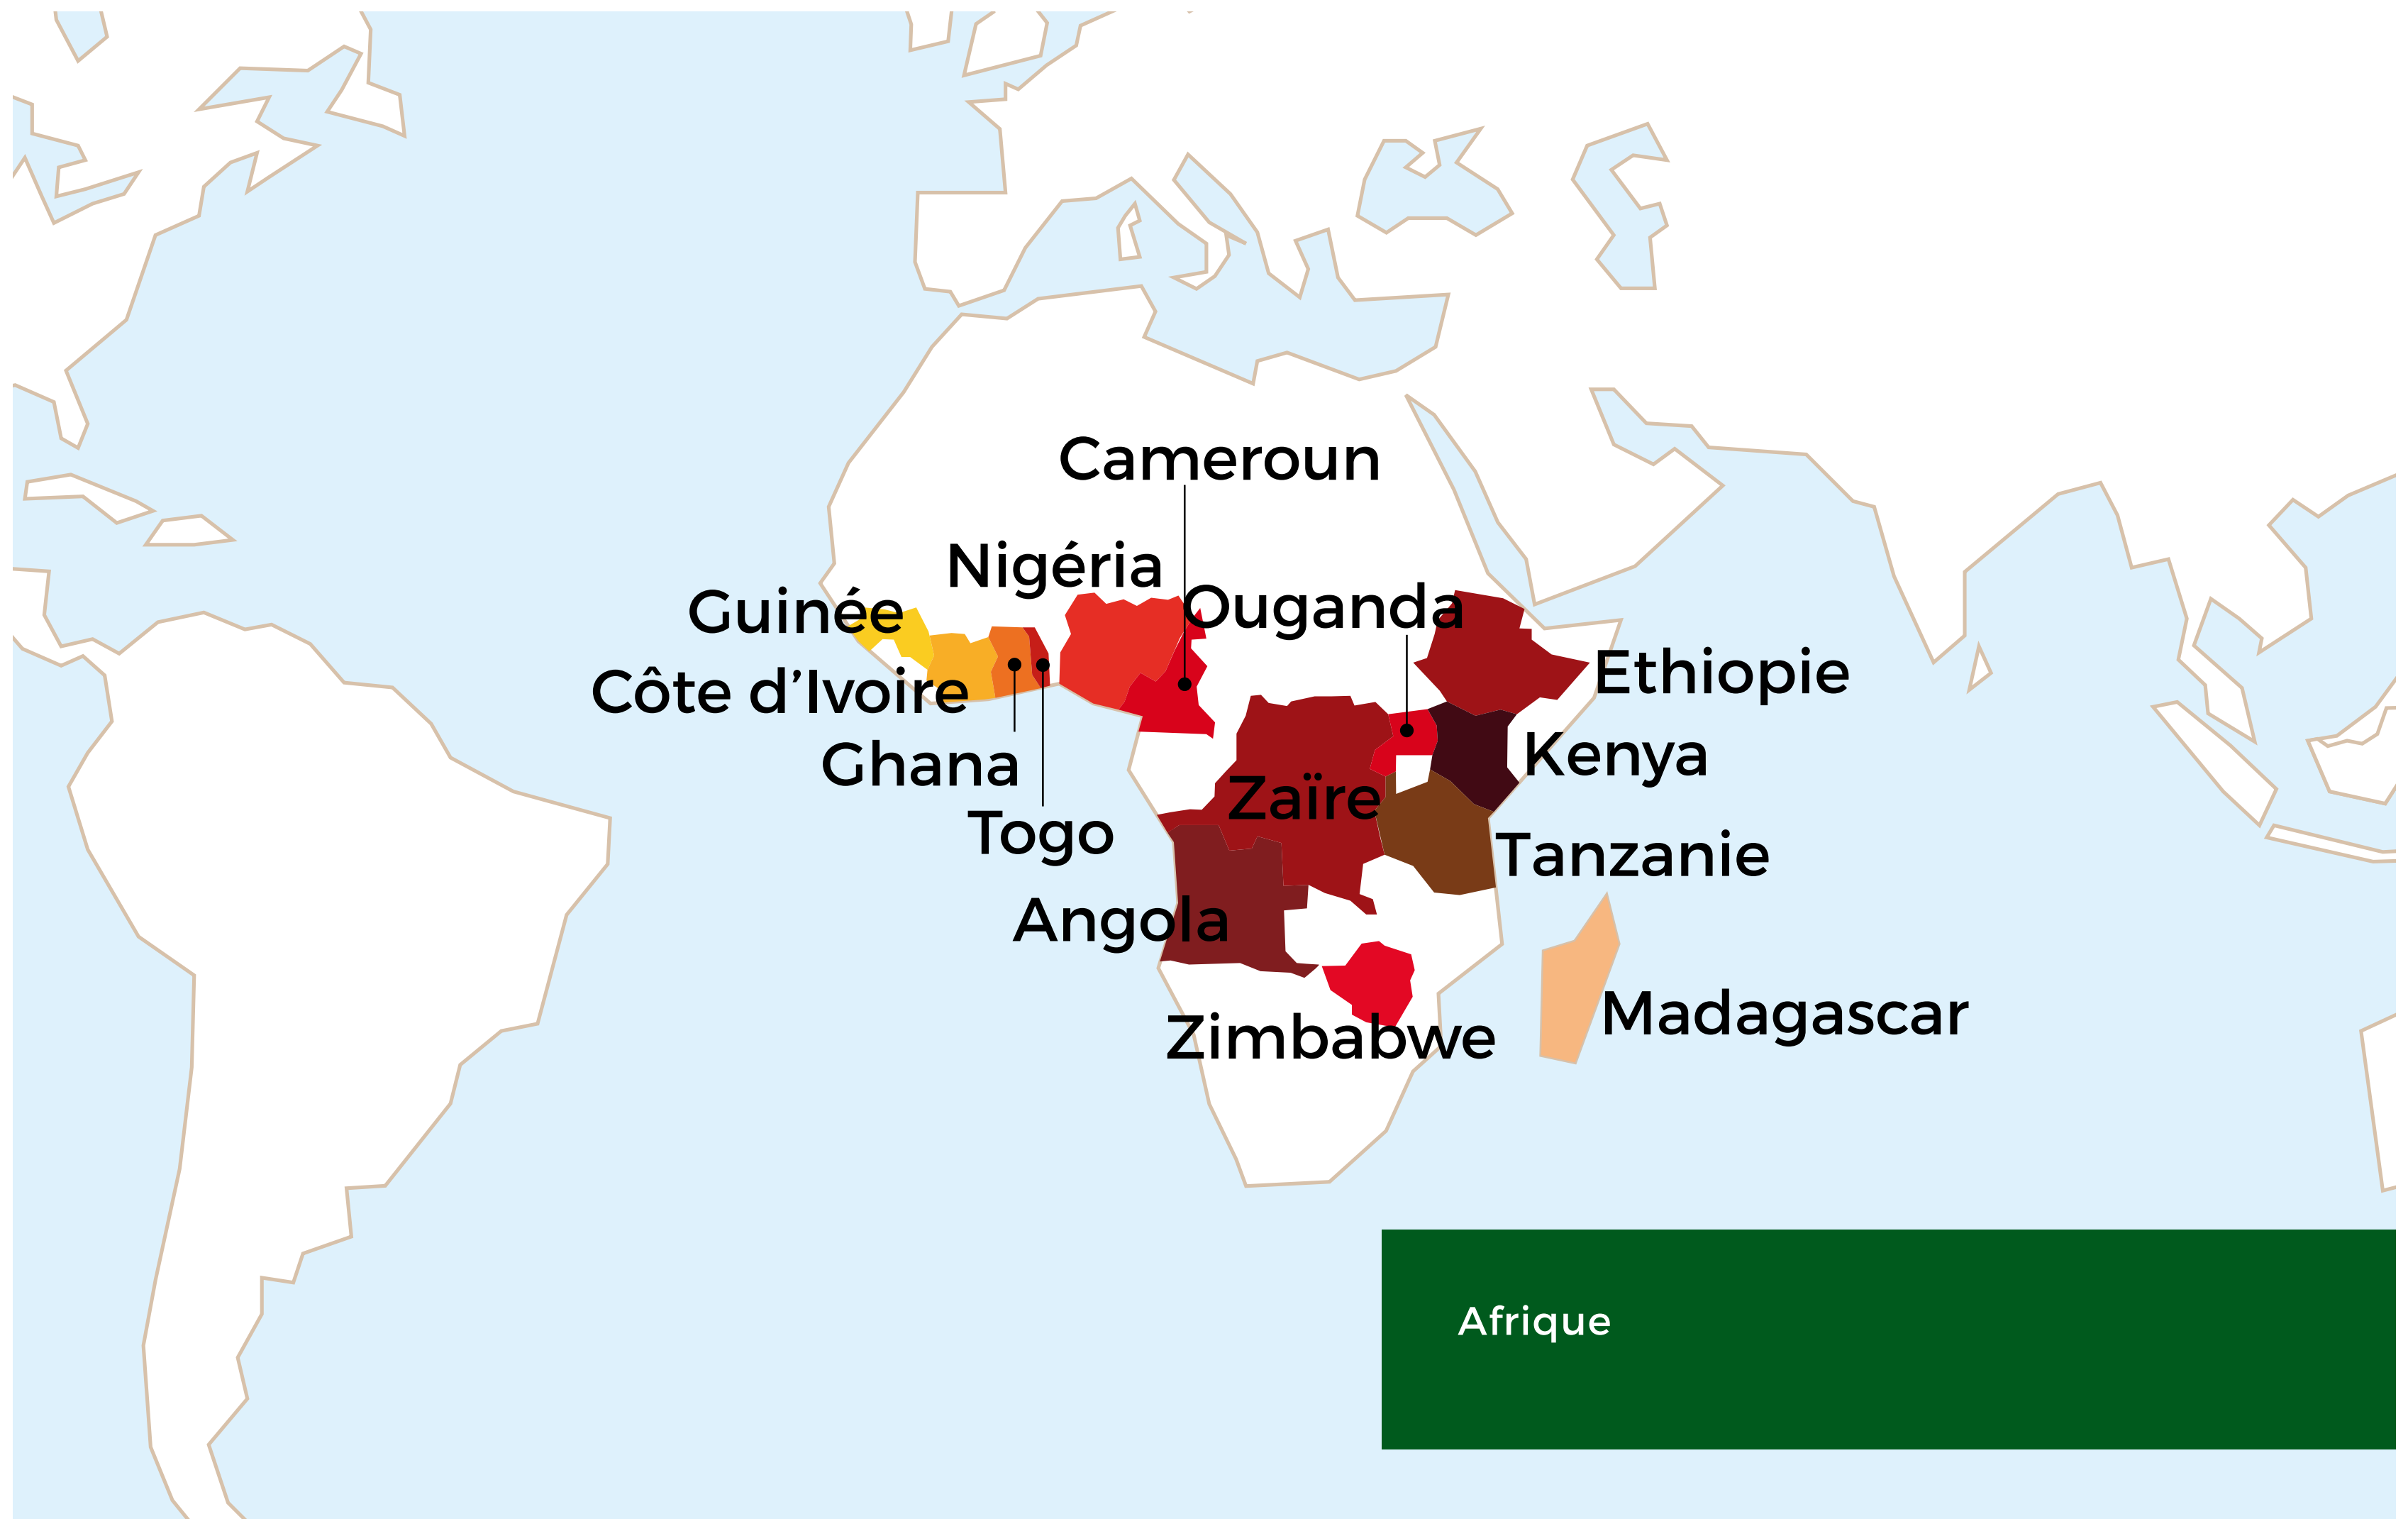 Cameroun
Nigéria
Ouganda
Guinée
Ethiopie
Côte d’Ivoire
Kenya
Ghana
Zaïre
Togo
Tanzanie
Angola
Madagascar
Zimbabwe
Afrique